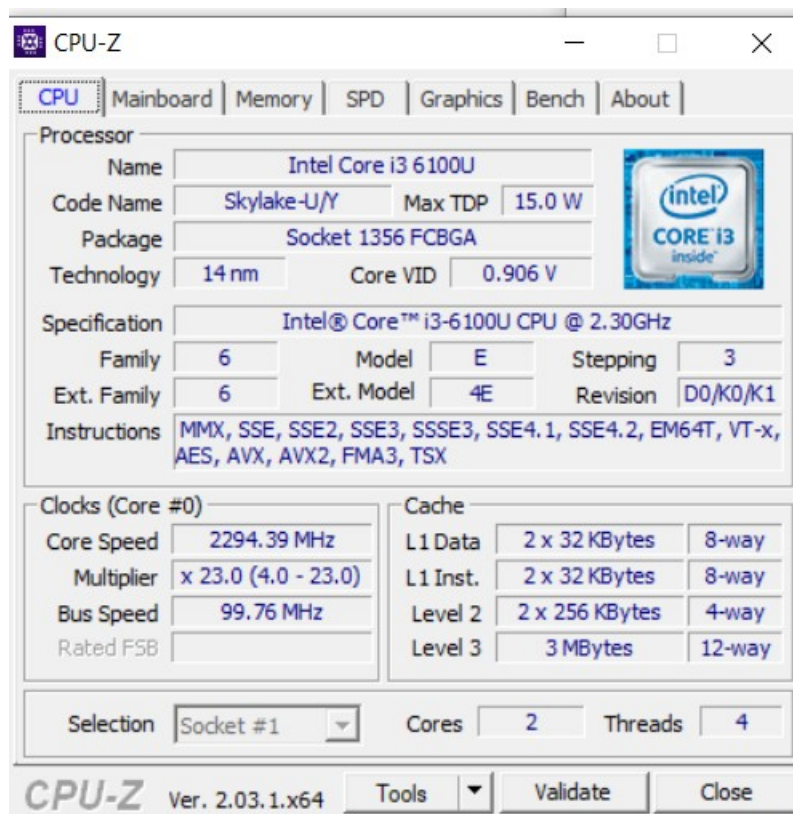 CPU-Z
CPU Mainboard Memory SPD Graphics Bench About
Processor
Name Intel Core i3 6100U
Code Name Skylake-U/Y Max TDP 15.0 W
Package Socket 1356 FCBGA
Technology 14 nm Core VID 0.906 V
intel
CORE i3
inside™
Specification Intel® Core™ i3-6100U CPU @ 2.30GHz
Family 6 Model E Stepping 3
Ext. Family 6 Ext. Model 4E Revision D0/K0/K1
Instructions MMX, SSE, SSE2, SSE3, SSSE3, SSE4.1, SSE4.2, EM64T, VT-x,
AES, AVX, AVX2, FMA3, TSX
Clocks (Core #0)
Core Speed 2294.39 MHz
Multiplier x 23.0 (4.0 - 23.0)
Bus Speed 99.76 MHz
Rated FSB
Cache
L1 Data 2 x 32 KBytes 8-way
L1 Inst. 2 x 32 KBytes 8-way
Level 2 2 x 256 KBytes 4-way
Level 3 3 MBytes 12-way
Selection Socket #1 Cores 2 Threads 4
CPU-Z Ver. 2.03.1.x64 Tools Validate Close